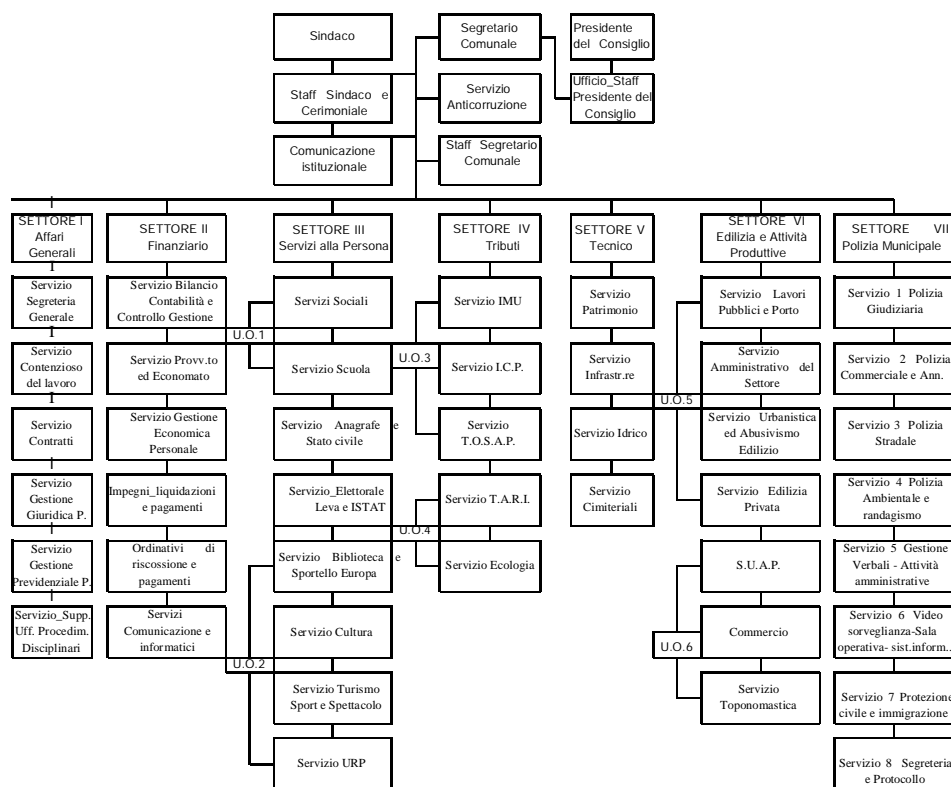 Sindaco
Segretario
Comunale
Presidente
del Consiglio
Staff Sindaco e
Cerimoniale
Servizio
Anticorruzione
Ufficio_Staff
Presidente del
Consiglio
Comunicazione
istituzionale
Staff Segretario
Comunale
SETTORE I
Affari
Generali
Servizio
Segreteria
Generale
Servizio
Contenzioso
del lavoro
Servizio
Contratti
Servizio
Gestione
Giuridica P.
Servizio
Gestione
Previdenziale P.
Servizio_Supp.
Uff. Procedim.
Disciplinari
SETTORE II
Finanziario
Servizio Bilancio
Contabilità e
Controllo Gestione
Servizio Provv.to
ed Economato
Servizio Gestione
Economica
Personale
Impegni_liquidazioni
e pagamenti
Ordinativi di
riscossione e
pagamenti
Servizi
Comunicazione e
informatici
U.O.1
U.O.2
SETTORE III
Servizi alla Persona
Servizi Sociali
Servizio Scuola
Servizio Anagrafe e
Stato civile
Servizio_Elettorale
Leva e ISTAT
Servizio Biblioteca e
Sportello Europa
Servizio Cultura
Servizio Turismo
Sport e Spettacolo
Servizio URP
U.O.3
U.O.4
SETTORE IV
Tributi
Servizio IMU
Servizio I.C.P.
Servizio
T.O.S.A.P.
Servizio T.A.R.I.
Servizio Ecologia
SETTORE V
Tecnico
Servizio
Patrimonio
Servizio
Infrastr.re
Servizio Idrico
Servizio
Cimiteriali
U.O.5
U.O.6
SETTORE VI
Edilizia e Attività
Produttive
Servizio Lavori
Pubblici e Porto
Servizio
Amministrativo del
Settore
Servizio Urbanistica
ed Abusivismo
Edilizio
Servizio Edilizia
Privata
S.U.A.P.
Commercio
Servizio
Toponomastica
SETTORE VII
Polizia Municipale
Servizio 1 Polizia
Giudiziaria
Servizio 2 Polizia
Commerciale e Ann.
Servizio 3 Polizia
Stradale
Servizio 4 Polizia
Ambientale e
randagismo
Servizio 5 Gestione
Verbali - Attività
amministrative
Servizio 6 Video
sorveglianza-Sala
operativa- sist.inform..
Servizio 7 Protezione
civile e immigrazione
Servizio 8 Segreteria
e Protocollo